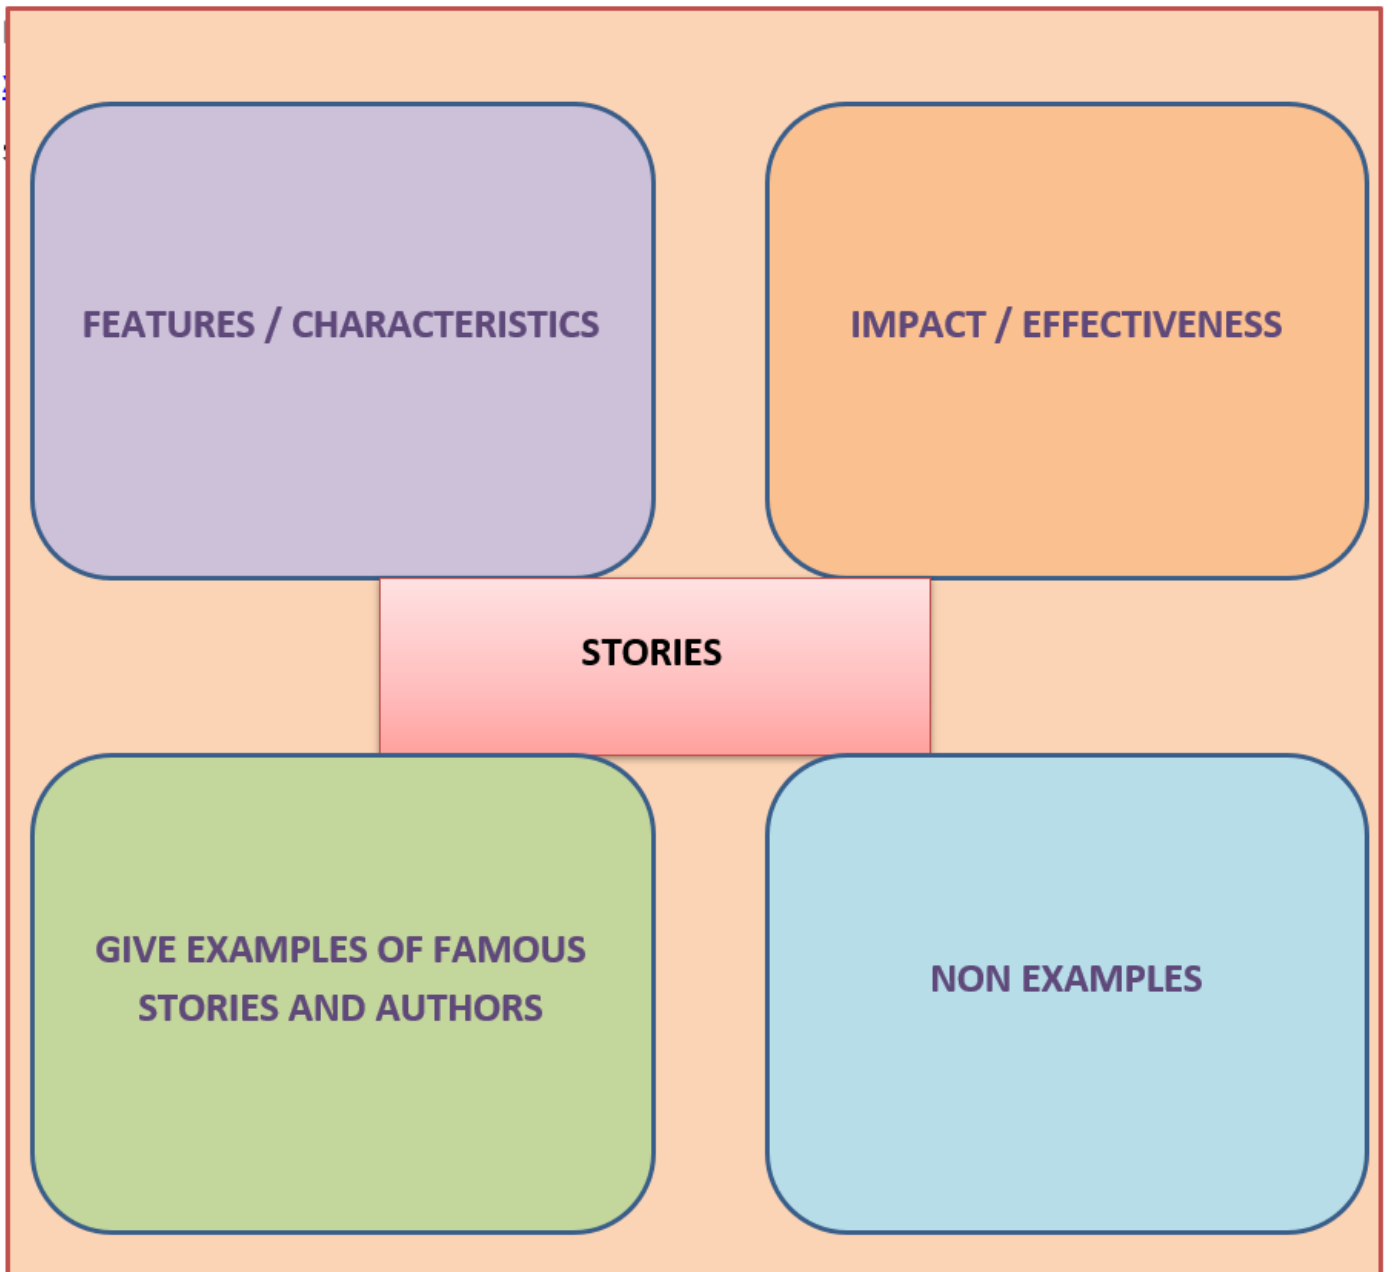 FEATURES / CHARACTERISTICS
IMPACT / EFFECTIVENESS
STORIES
GIVE EXAMPLES OF FAMOUS
STORIES AND AUTHORS
NON EXAMPLES